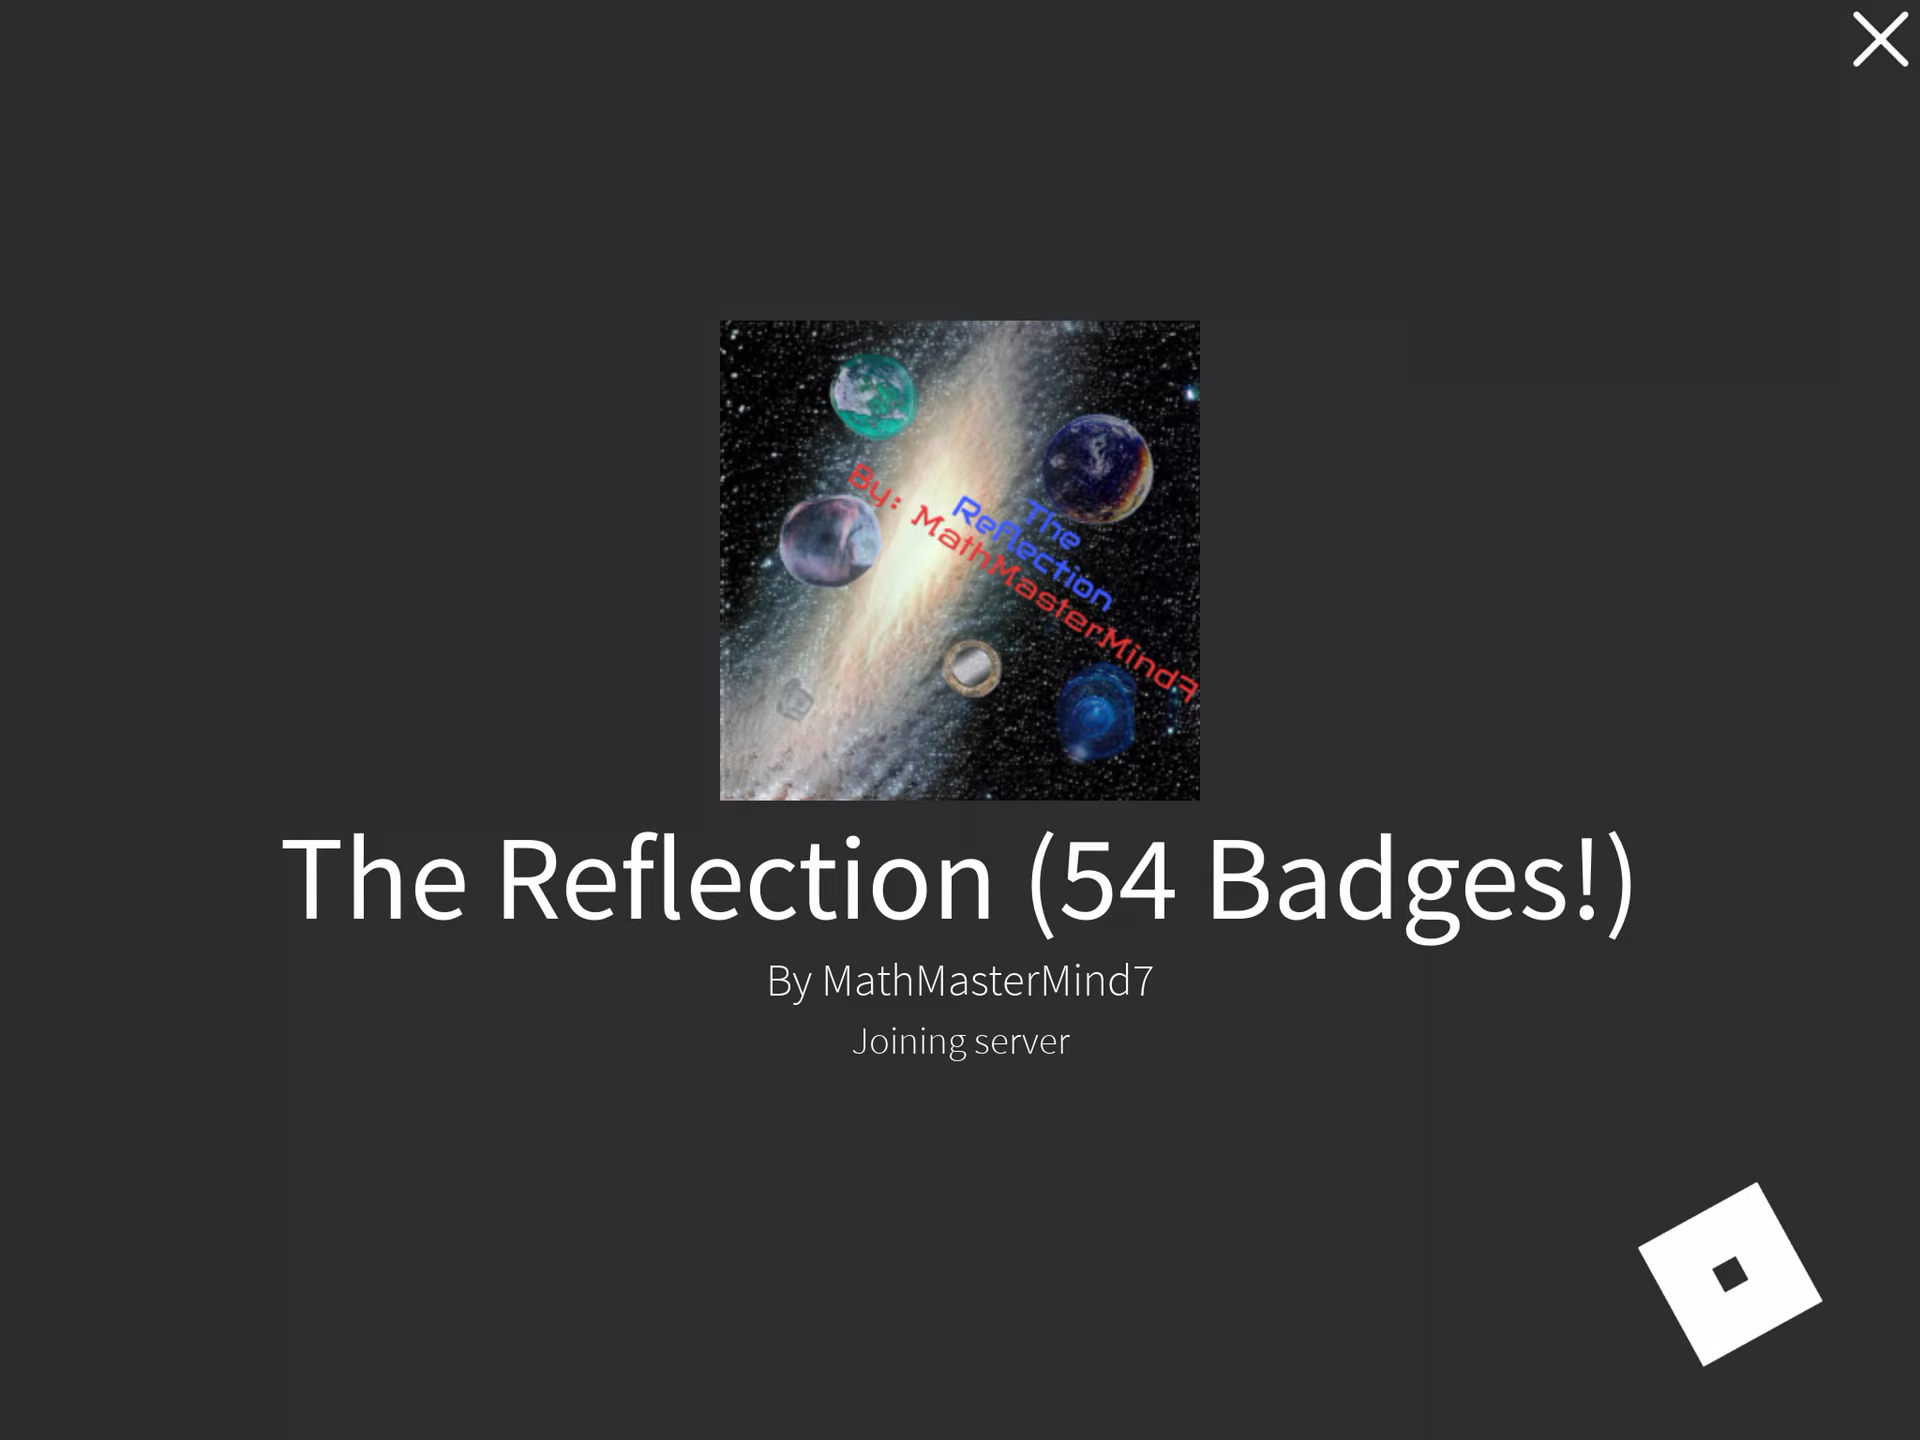 The
Reflection
By: MathMasterMind7
The Reflection (54 Badges!)
By MathMasterMind7
Joining server